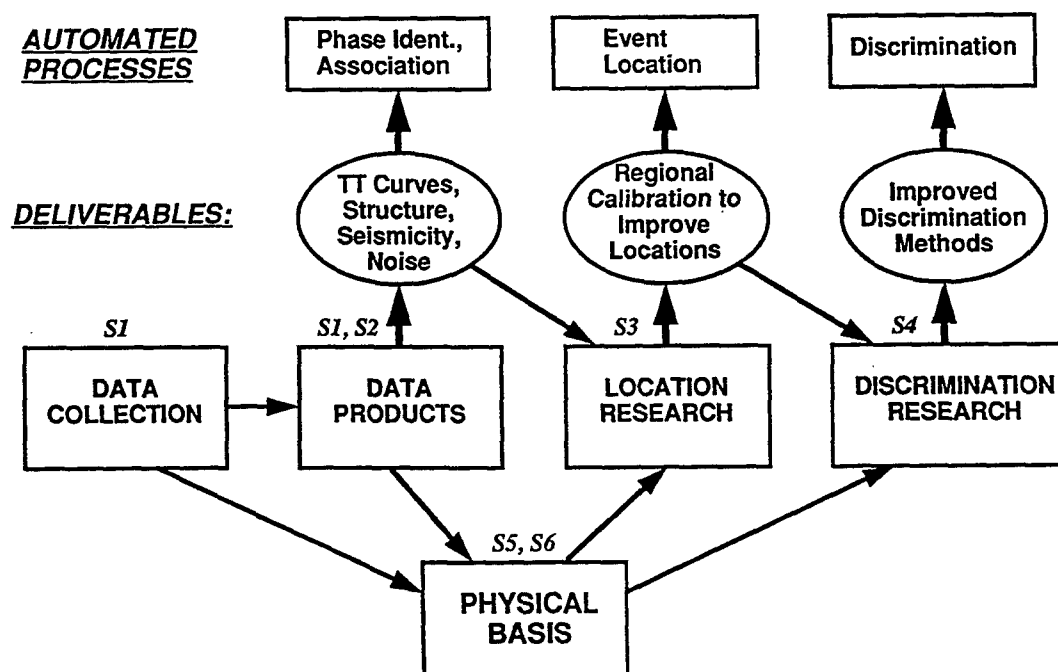 AUTOMATED
PROCESSES
Phase Ident.,
Association
Event
Location
Discrimination
DELIVERABLES:
TT Curves,
Structure,
Seismicity,
Noise
Regional
Calibration to
Improve
Locations
Improved
Discrimination
Methods
S1
S1, S2
S3
S4
DATA
COLLECTION
DATA
PRODUCTS
LOCATION
RESEARCH
DISCRIMINATION
RESEARCH
S5, S6
PHYSICAL
BASIS